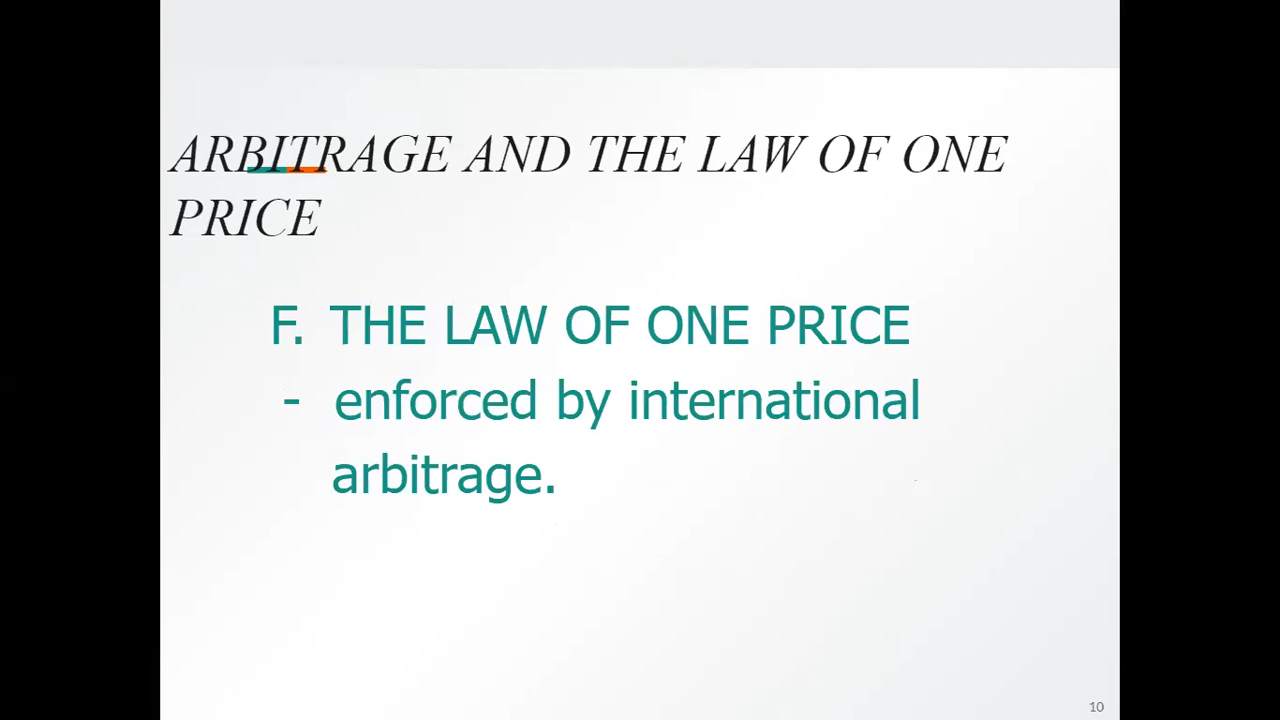 ARBITRAGE AND THE LAW OF ONE
PRICE
F. THE LAW OF ONE PRICE
- enforced by international
arbitrage.
10